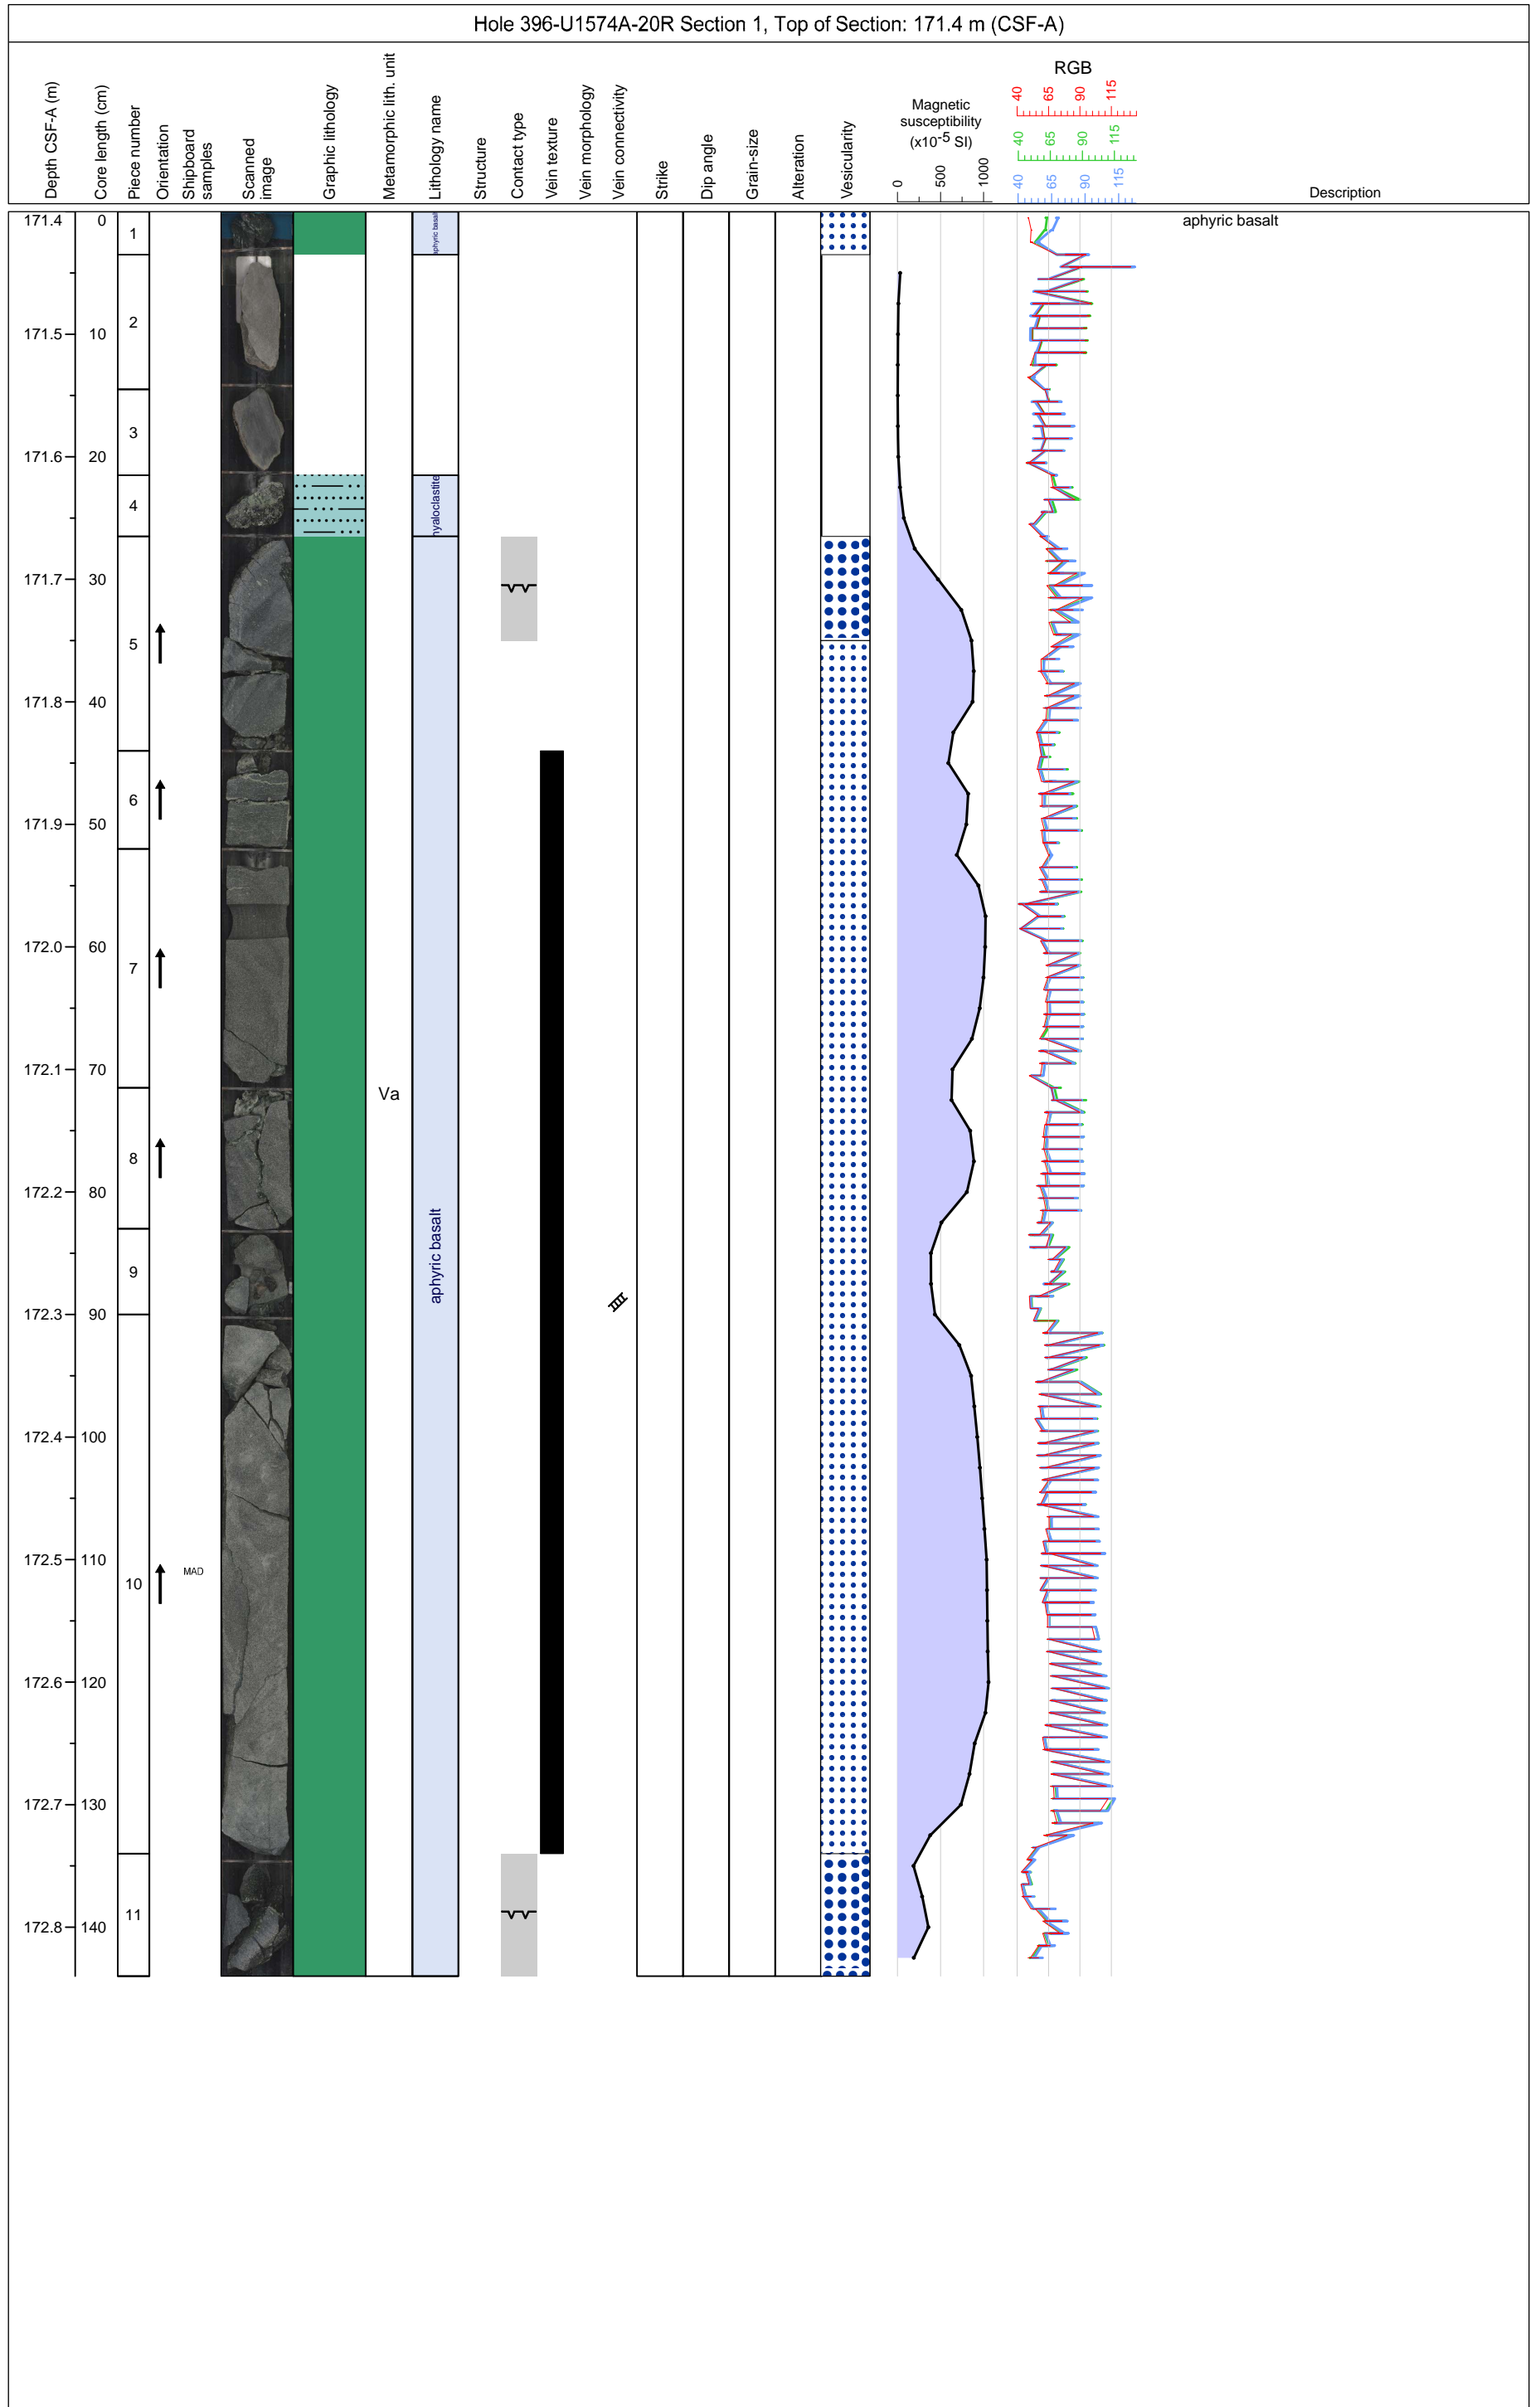 Hole 396-U1574A-20R Section 1, Top of Section: 171.4 m (CSF-A)
Depth CSF-A (m)
Core length (cm)
Piece number
Orientation
Shipboard
samples
Scanned
image
Graphic lithology
Metamorphic lith. unit
Lithology name
Structure
Contact type
Vein texture
Vein morphology
Vein connectivity
Strike
Dip angle
Grain-size
Alteration
Vesicularity
Magnetic
susceptibility
(x10-5 SI)
0 500 1000
RGB
40 65 90 115
40 65 90 115
40 65 90 115
Description
171.4 0
1
aphyric basalt
aphyric basalt
2
171.5 10
3
171.6 20
4
hyaloclastite
171.7 30
5
171.8 40
6
171.9 50
172.0 60
7
172.1 70
Va
8
172.2 80
aphyric basalt
9
172.3 90
172.4 100
172.5 110
MAD
10
172.6 120
172.7 130
11
172.8 140